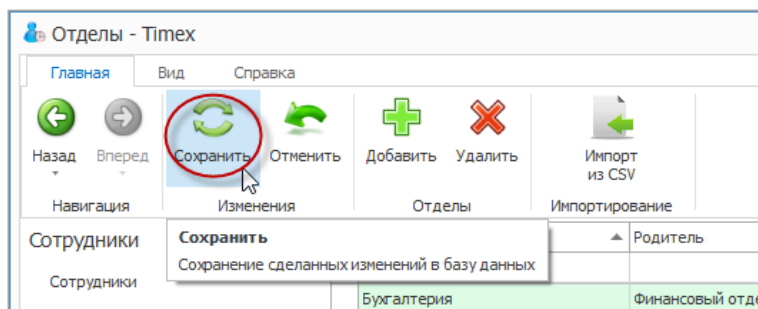 Отделы - Timex
Главная Вид Справка
Назад Вперед Сохранить Отменить Добавить Удалить Импорт из CSV
Навигация Изменения Отделы Импортирование
Сотрудники
Сохранить
Родитель
Сохранение сделанных изменений в базу данных
Сотрудники
Бухгалтерия Финансовый